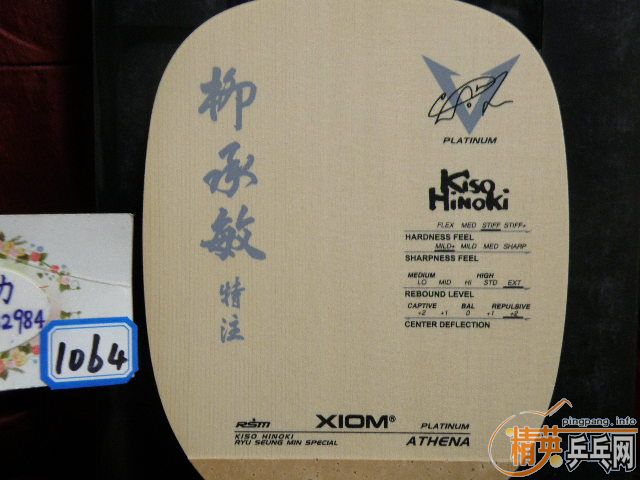 柳承敏
特注
V
PLATINUM
Kiso
Hinoki
FLEX MED STIFF STIFF+
HARDNESS FEEL
MILD+ MILD MED SHARP
SHARPNESS FEEL
MEDIUM HIGH
LO MID HI STD EXT
REBOUND LEVEL
CAPTIVE BAL REPULSIVE
+2 +1 0 +1 +2
CENTER DEFLECTION
2984
1064
RSM XIOM® PLATINUM
KISO HINOKI
RYU SEUNG MIN SPECIAL ATHENA
pingpang.info
精英乒乓网